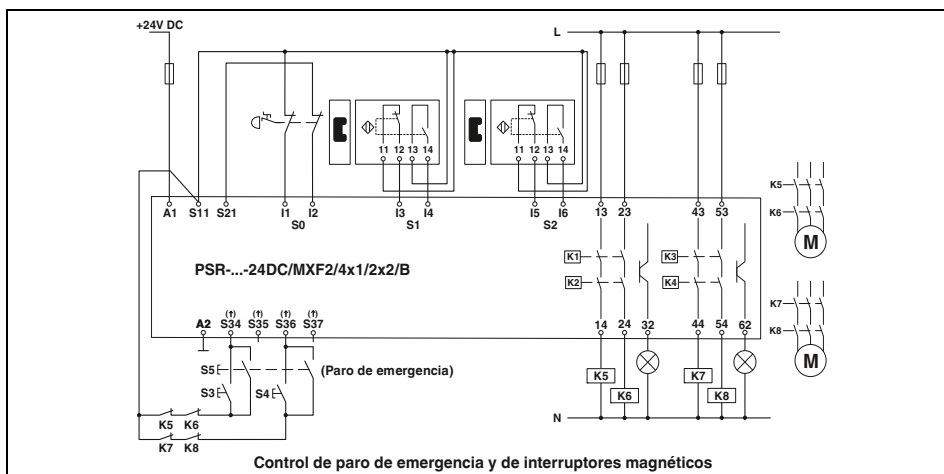 +24V DC
L
11 12 13 14
11 12 13 14
K5
K6
M
A1 S11 S21 I1 I2 I3 I4 I5 I6 13 23 43 53
S0 S1 S2
K1 K3
PSR-...-24DC/MXF2/4x1/2x2/B
K2 K4
K7
K8
M
(†) (†) (†) (†)
A2 S34 S35 S36 S37 14 24 32 44 54 62
S5 (Paro de emergencia)
S3 S4
K5 K7
K6 K8
K5 K6
N
K7 K8
Control de paro de emergencia y de interruptores magnéticos